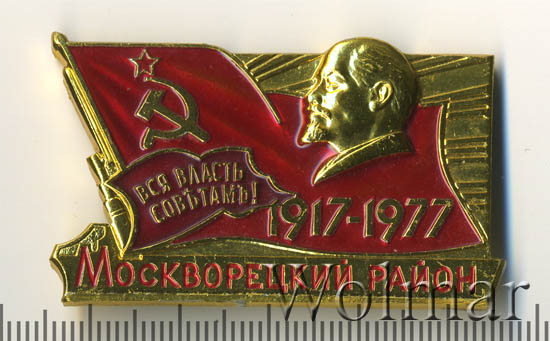 ВСЯ ВЛАСТЬ
СОВѢТАМЪ!
1917-1977
МОСКВОРЕЦКИЙ РАЙОН
Wolmar